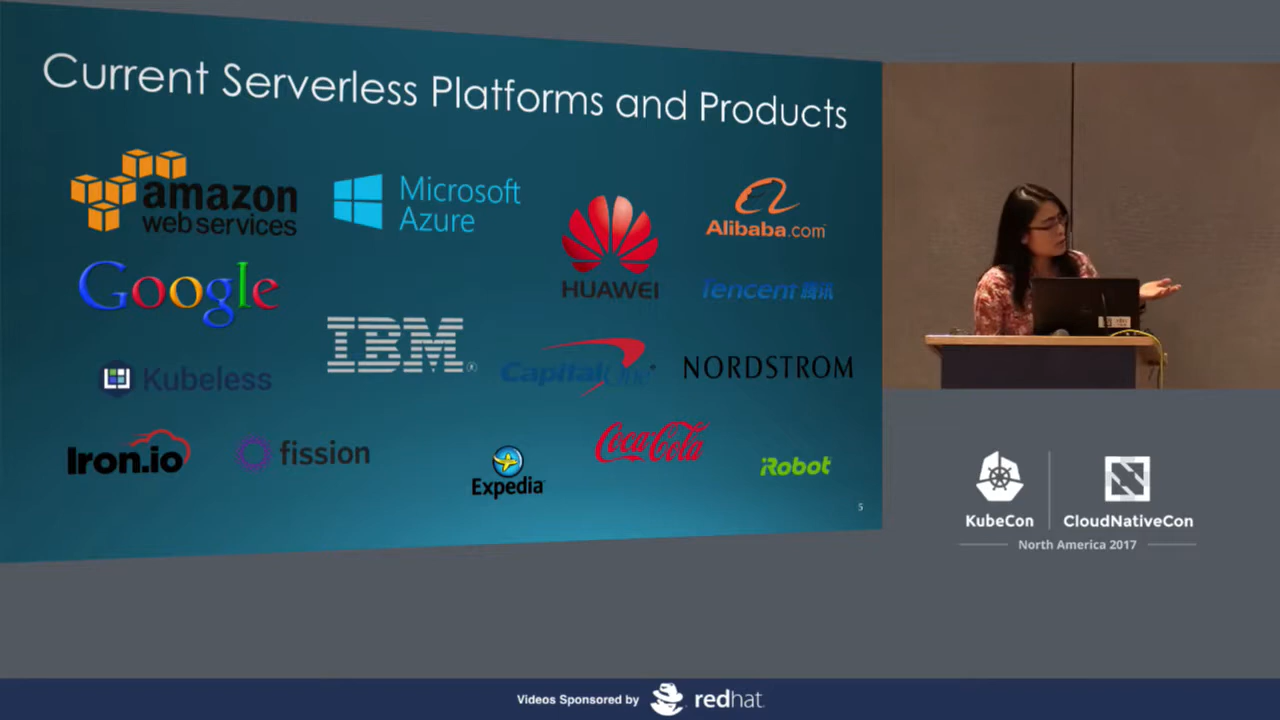 Current Serverless Platforms and Products
amazon
web services
Microsoft
Azure
HUAWEI
Alibaba.com
Google
Tencent 腾讯
IBM®
Kubeless
Capital One®
NORDSTROM
Iron.io
fission
Expedia
Coca-Cola
iRobot
5
KubeCon
CloudNativeCon
North America 2017
Videos Sponsored by
redhat